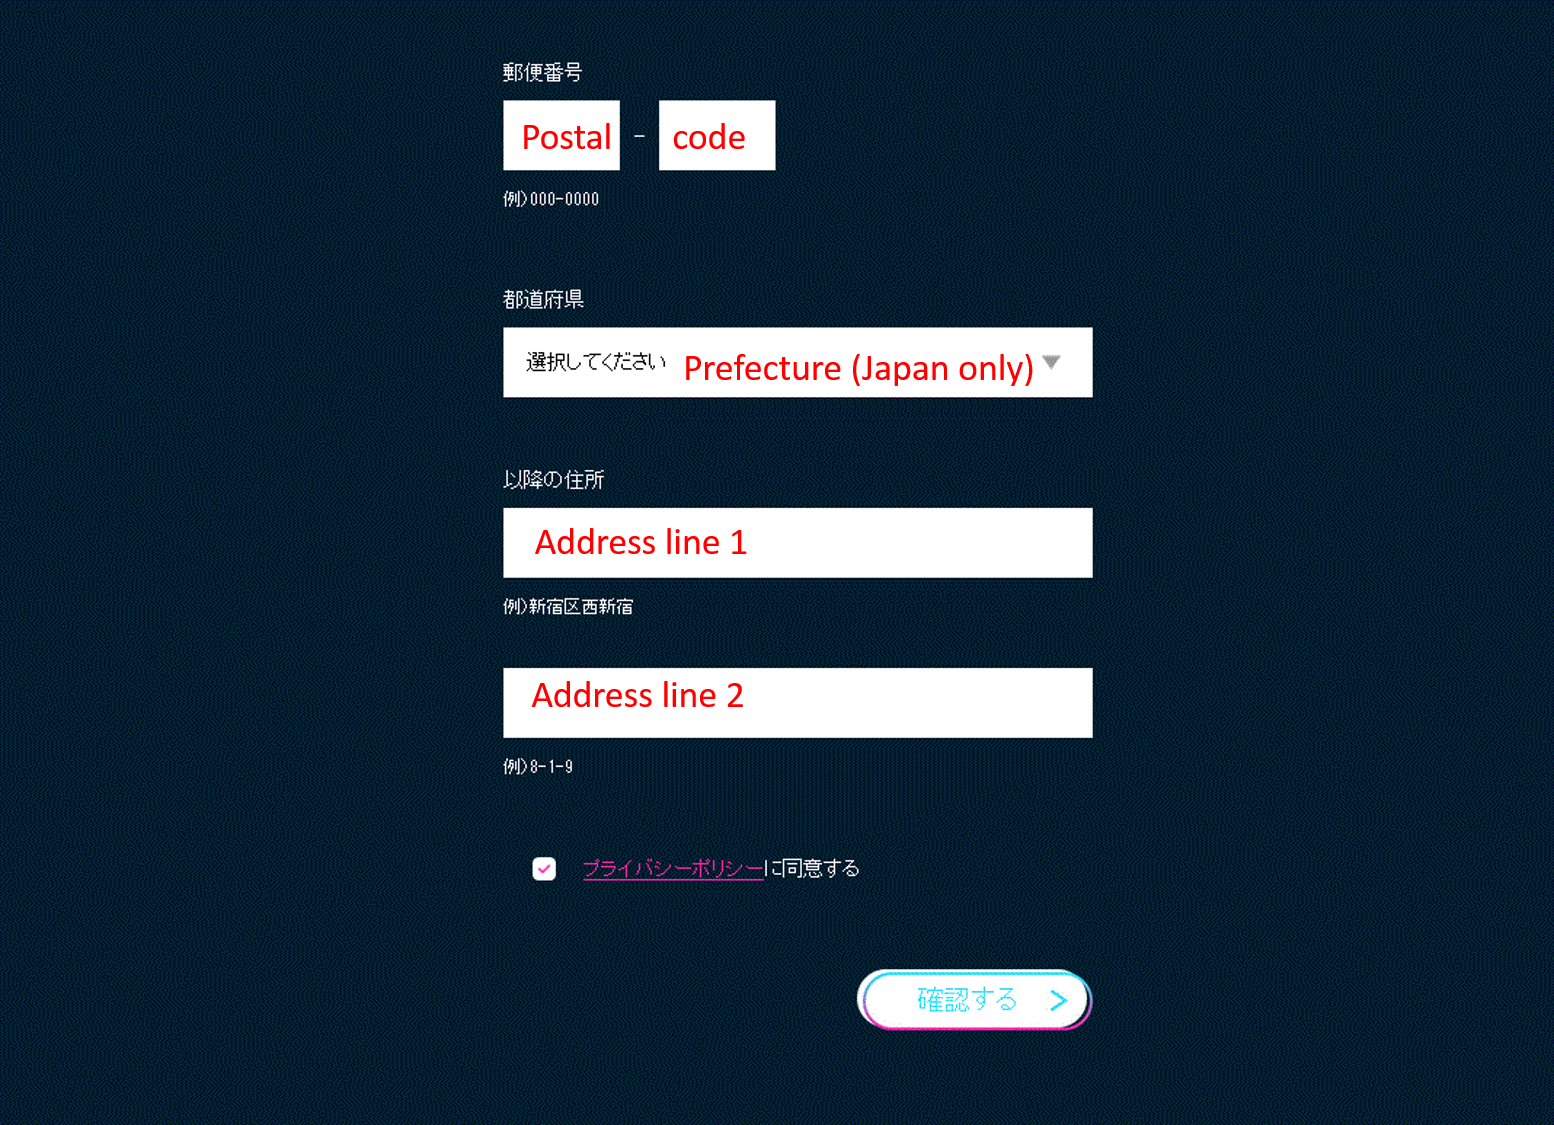 郵便番号
Postal - code
例)000-0000
都道府県
選択してください Prefecture (Japan only)
以降の住所
Address line 1
例)新宿区西新宿
Address line 2
例)8-1-9
プライバシーポリシーに同意する
確認する